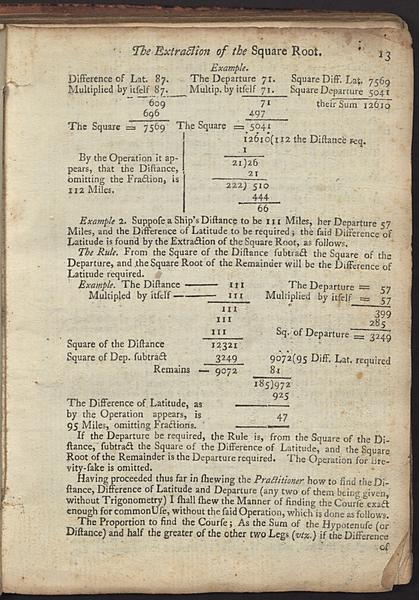 The Extraction of the Square Root. 13
Example.
Difference of Lat. 87. The Departure 71. Square Diff. Lat. 7569
Multiplied by itself 87. Multip. by itself 71. Square Departure 5041
609 71 their Sum 12610
696 497
The Square = 7569 The Square = 5041
12610(112 the Distance req.
1
By the Operation it ap-
pears, that the Distance,
omitting the Fraction, is
112 Miles.
21)26
21
222) 510
444
66
Example 2. Suppose a Ship's Distance to be 111 Miles, her Departure 57
Miles, and the Difference of Latitude to be required; the said Difference of
Latitude is found by the Extraction of the Square Root, as follows.
The Rule. From the Square of the Distance subtract the Square of the
Departure, and the Square Root of the Remainder will be the Difference of
Latitude required.
Example. The Distance —— 111 The Departure = 57
Multipled by itself —— 111 Multiplied by itself = 57
111 399
111 285
111 Sq. of Departure = 3249
Square of the Distance 12321
Square of Dep. subtract 3249 9072(95 Diff. Lat. required
Remains — 9072 81
185)972
925
The Difference of Latitude, as
by the Operation appears, is
95 Miles, omitting Fractions.
47
If the Departure be required, the Rule is, from the Square of the Di-
stance, subtract the Square of the Difference of Latitude, and the Square
Root of the Remainder is the Departure required. The Operation for Bre-
vity-sake is omitted.
Having proceeded thus far in shewing the Practitioner how to find the Di-
stance, Difference of Latitude and Departure (any two of them being given,
without Trigonometry) I shall shew the Manner of finding the Course exact
enough for common Use, without the said Operation, which is done as follows.
The Proportion to find the Course; As the Sum of the Hypotenuse (or
Distance) and half the greater of the other two Legs (viz.) if the Difference
of